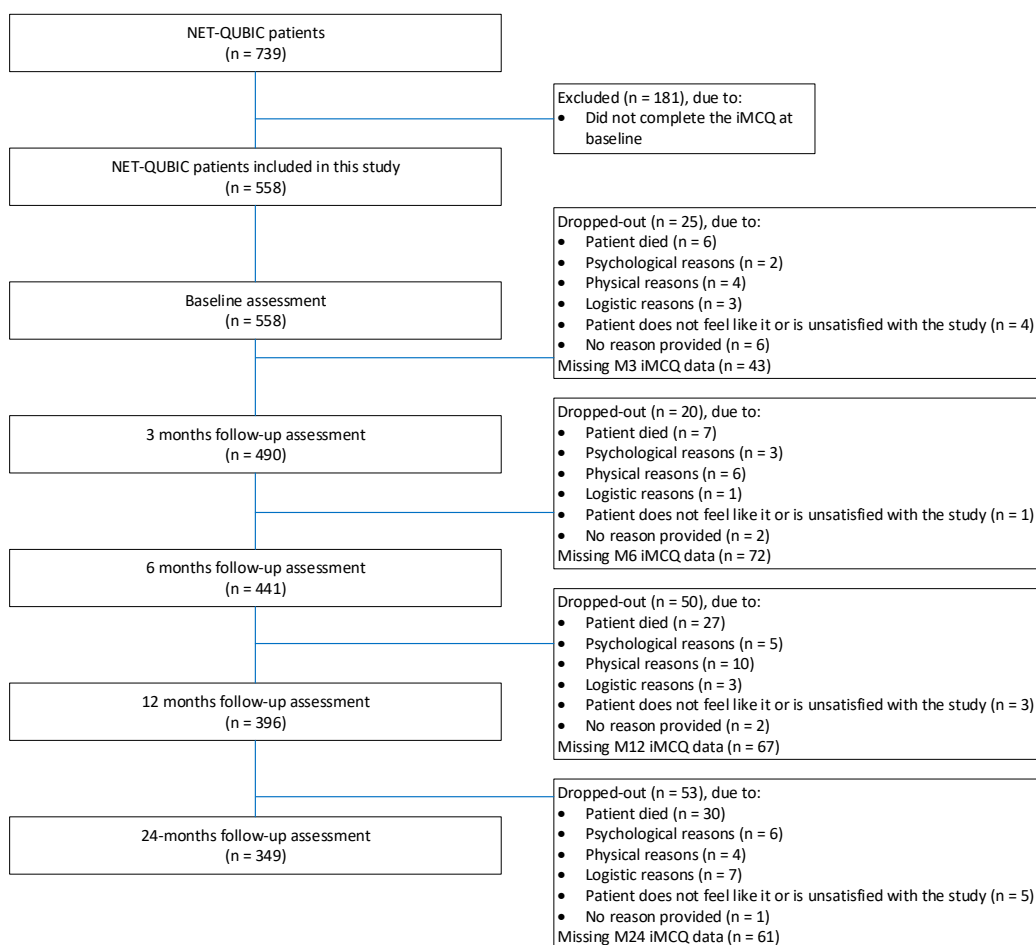 NET-QUBIC patients
(n = 739)
Excluded (n = 181), due to:
• Did not complete the iMCQ at
baseline
NET-QUBIC patients included in this study
(n = 558)
Baseline assessment
(n = 558)
Dropped-out (n = 25), due to:
• Patient died (n = 6)
• Psychological reasons (n = 2)
• Physical reasons (n = 4)
• Logistic reasons (n = 3)
• Patient does not feel like it or is unsatisfied with the study (n = 4)
• No reason provided (n = 6)
Missing M3 iMCQ data (n = 43)
3 months follow-up assessment
(n = 490)
Dropped-out (n = 20), due to:
• Patient died (n = 7)
• Psychological reasons (n = 3)
• Physical reasons (n = 6)
• Logistic reasons (n = 1)
• Patient does not feel like it or is unsatisfied with the study (n = 1)
• No reason provided (n = 2)
Missing M6 iMCQ data (n = 72)
6 months follow-up assessment
(n = 441)
Dropped-out (n = 50), due to:
• Patient died (n = 27)
• Psychological reasons (n = 5)
• Physical reasons (n = 10)
• Logistic reasons (n = 3)
• Patient does not feel like it or is unsatisfied with the study (n = 3)
• No reason provided (n = 2)
Missing M12 iMCQ data (n = 67)
12 months follow-up assessment
(n = 396)
Dropped-out (n = 53), due to:
• Patient died (n = 30)
• Psychological reasons (n = 6)
• Physical reasons (n = 4)
• Logistic reasons (n = 7)
• Patient does not feel like it or is unsatisfied with the study (n = 5)
• No reason provided (n = 1)
Missing M24 iMCQ data (n = 61)
24-months follow-up assessment
(n = 349)